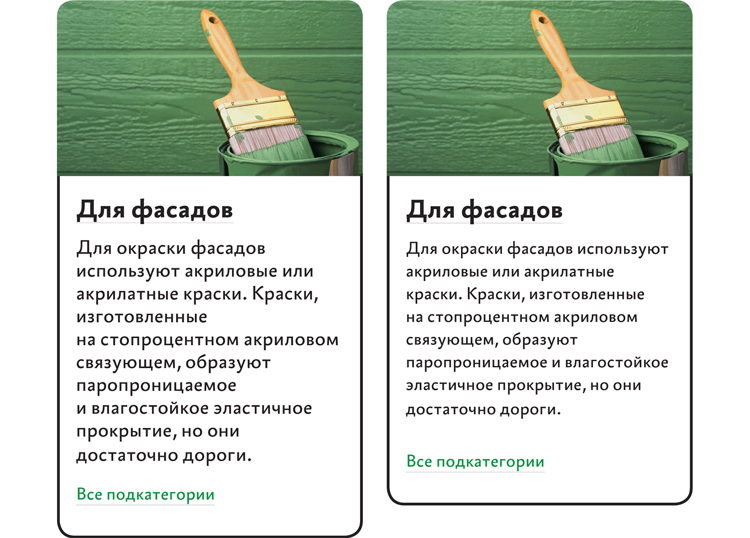 Для фасадов
Для окраски фасадов
используют акриловые или
акрилатные краски. Краски,
изготовленные
на стопроцентном акриловом
связующем, образуют
паропроницаемое
и влагостойкое эластичное
прокрытие, но они
достаточно дороги.
Все подкатегории
Для фасадов
Для окраски фасадов используют
акриловые или акрилатные
краски. Краски, изготовленные
на стопроцентном акриловом
связующем, образуют
паропроницаемое и влагостойкое
эластичное прокрытие, но они
достаточно дороги.
Все подкатегории